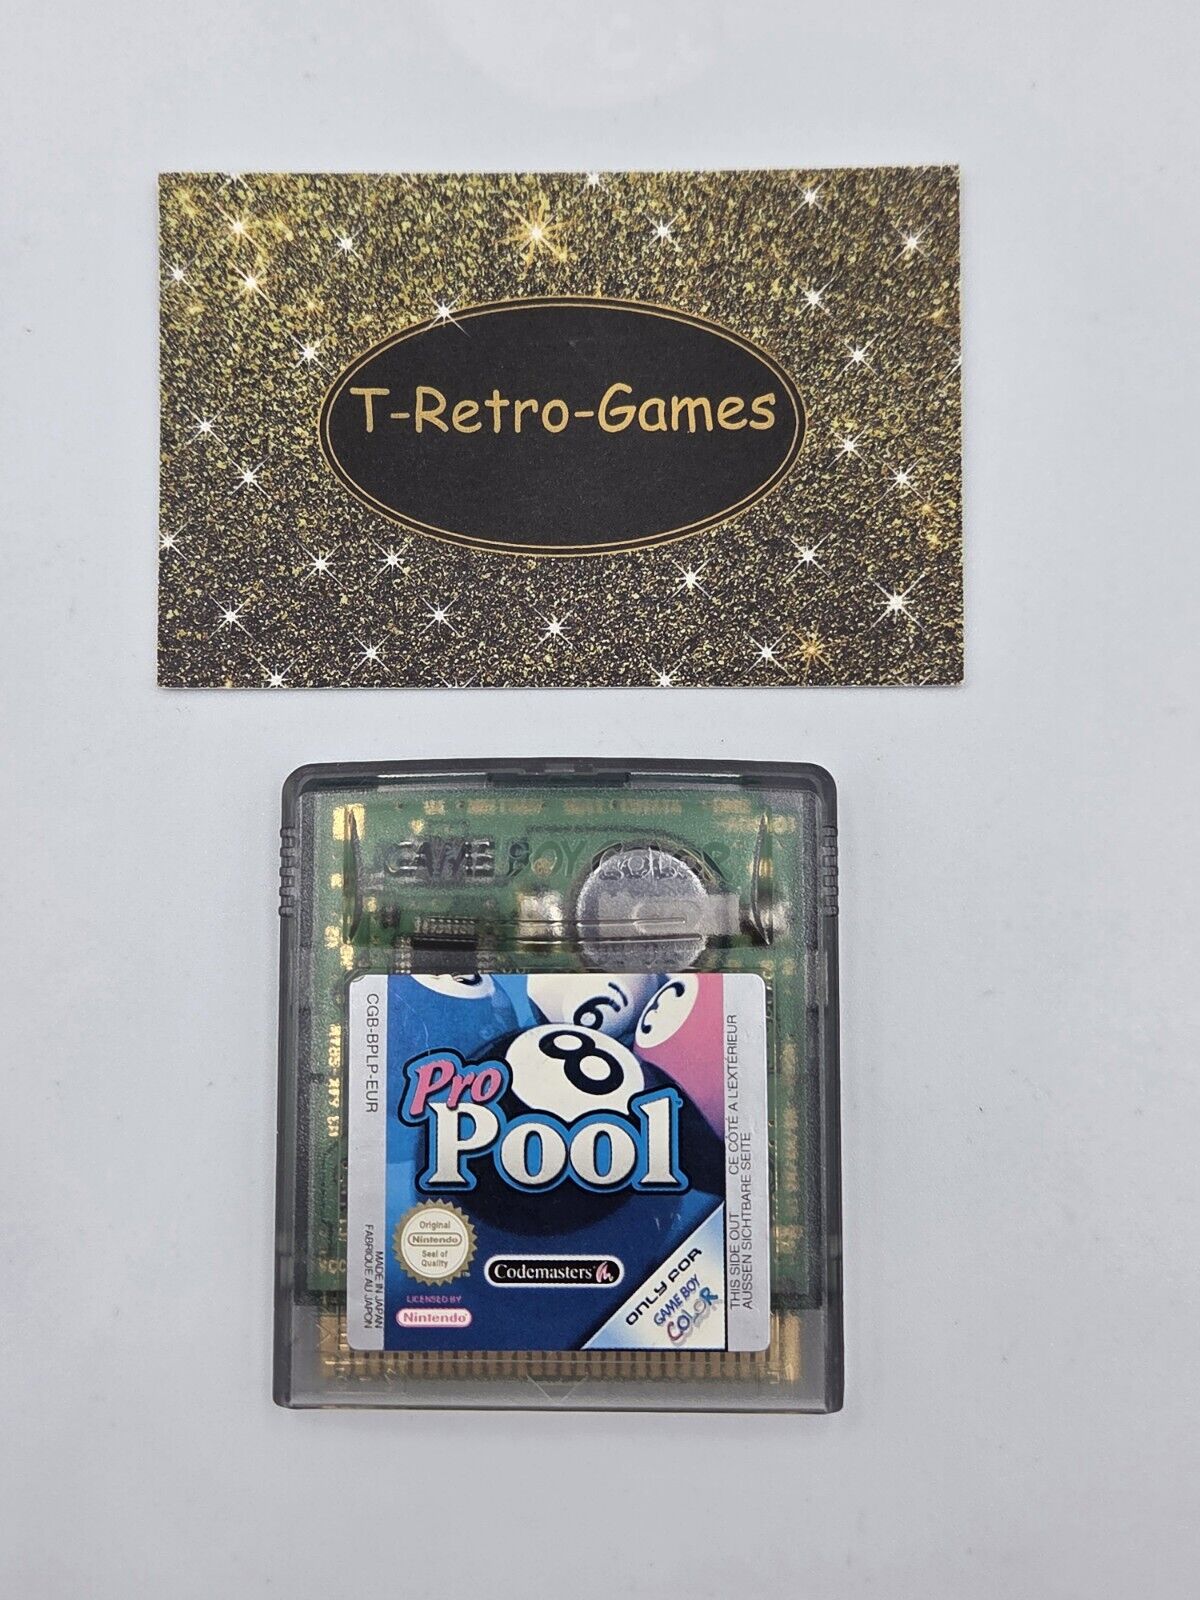 T-Retro-Games
GAME BOY COLOR
CGB-BPLP-EUR
MADE IN JAPAN
FABRIQUE AU JAPON
6
8
Pro
Pool
Original
Nintendo
Seal of
Quality
LICENSED BY
Nintendo
Codemasters
ONLY FOR
GAME BOY
COLOR
THIS SIDE OUT CE CÔTÉ A L'EXTÉRIEUR
AUSSEN SICHTBARE SEITE